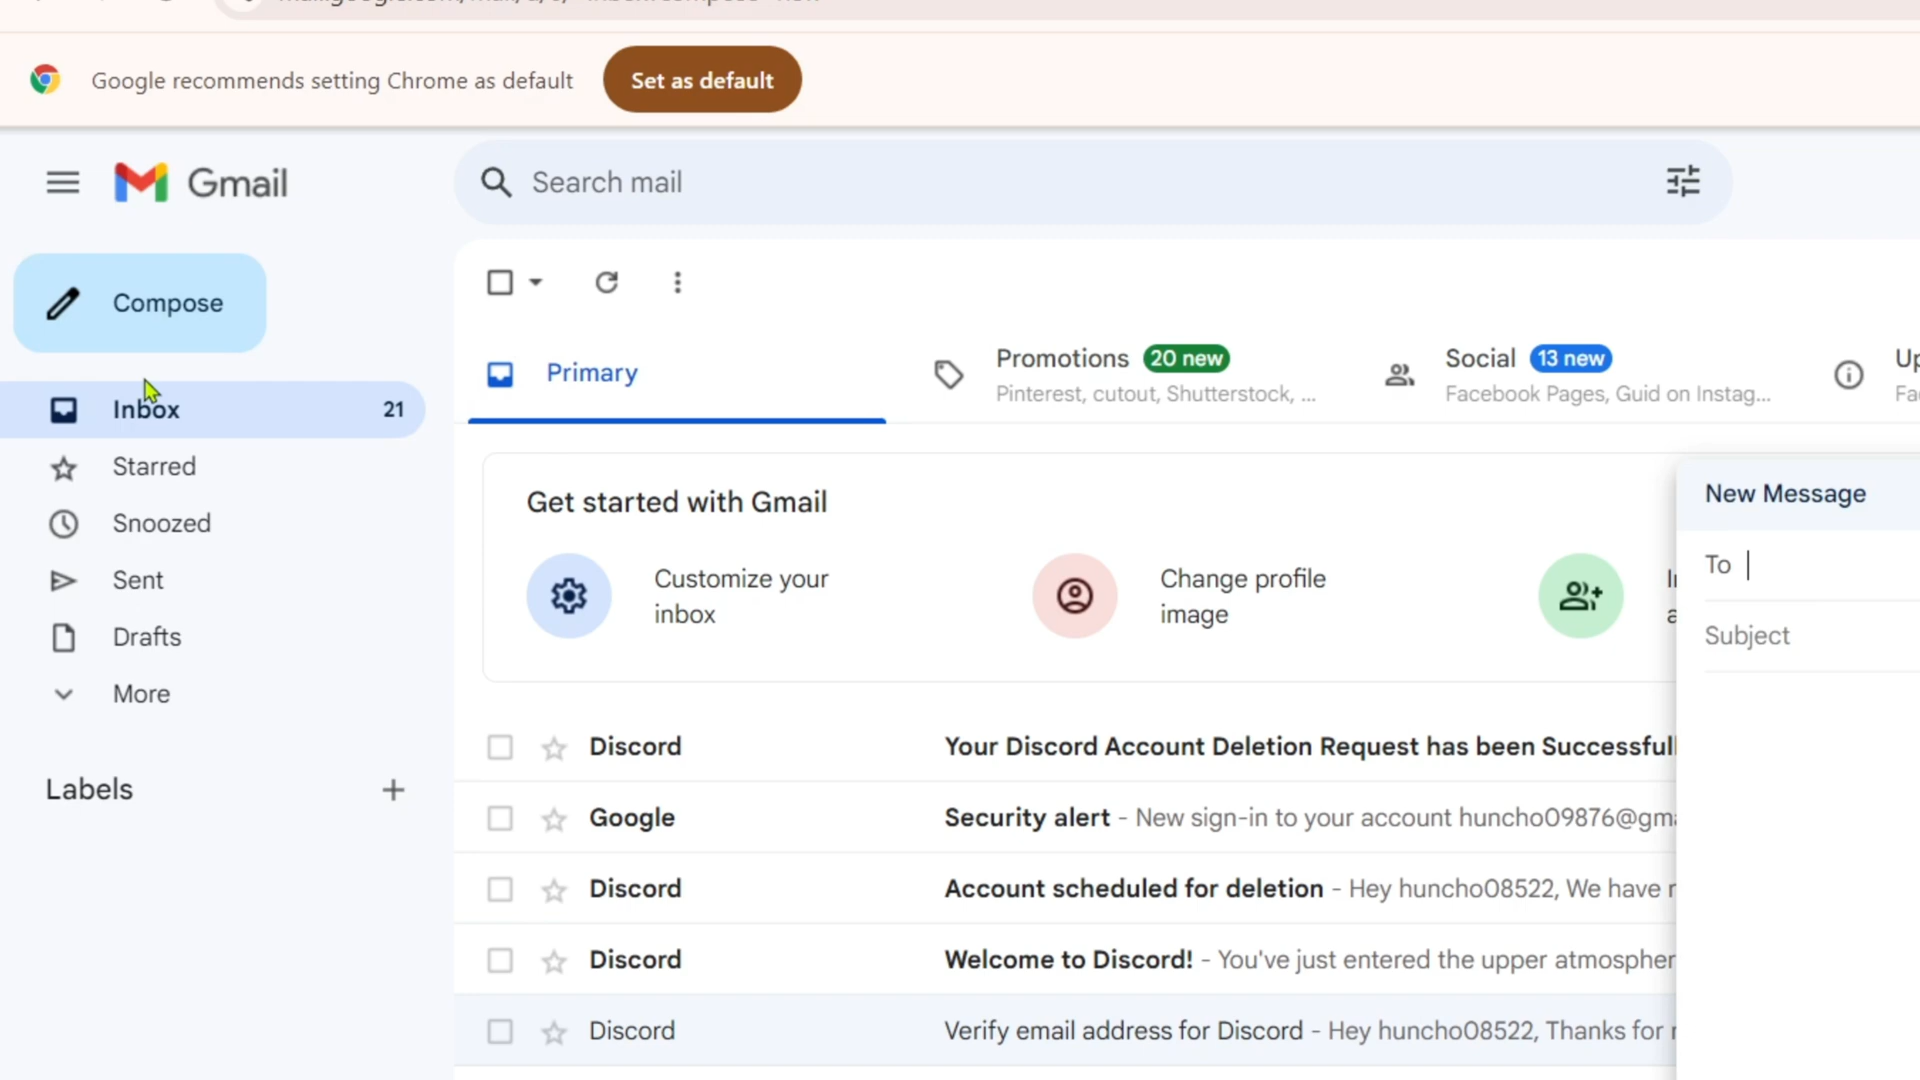 Google recommends setting Chrome as default
Set as default
Gmail
Search mail
Compose
Inbox 21
Starred
Snoozed
Sent
Drafts
More
Labels
Primary
Promotions 20 new
Pinterest, cutout, Shutterstock, ...
Social 13 new
Facebook Pages, Guid on Instag...
Get started with Gmail
Customize your
inbox
Change profile
image
New Message
To
Subject
Discord Your Discord Account Deletion Request has been
Google Security alert - New sign-in to your account
Discord Account scheduled for deletion - Hey huncho08522, We have
Discord Welcome to Discord! - You've just entered the upper
Discord Verify email address for Discord - Hey huncho08522, Thanks for